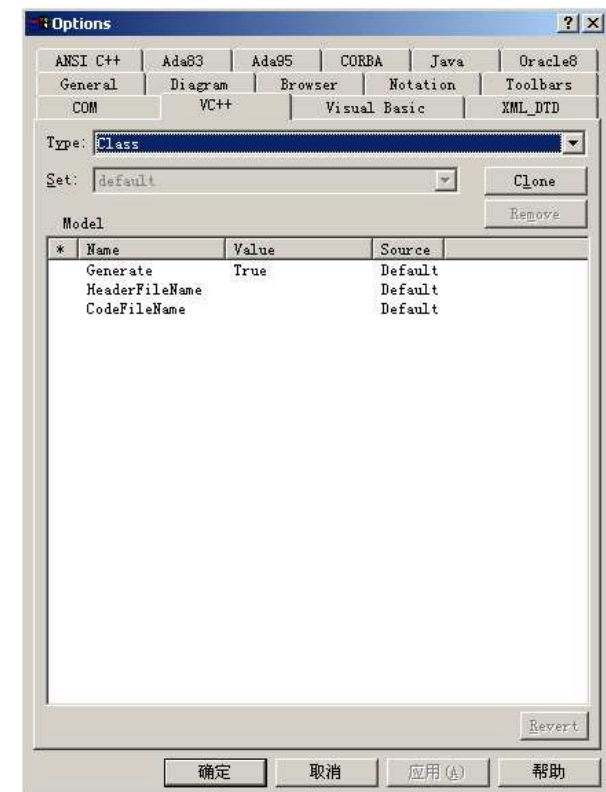 Options
ANSI C++ Ada83 Ada95 CORBA Java Oracle8
General Diagram Browser Notation Toolbars
COM VC++ Visual Basic XML_DTD
Type: Class
Set: default Clone
Remove
Model
* Name Value Source
Generate True Default
HeaderFileName Default
CodeFileName Default
Revert
确定 取消 应用(A) 帮助